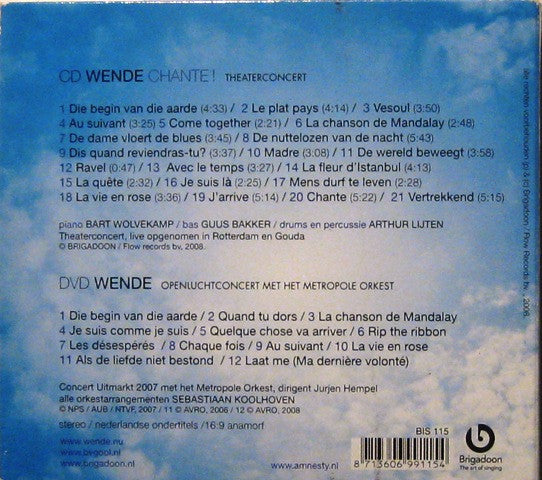 CD WENDE CHANTE! THEATERCONCERT
1 Die begin van die aarde (4:33) / 2 Le plat pays (4:14) / 3 Vesoul (3:50)
4 Au suivant (3:25) 5 Come together (2:21) / 6 La chanson de Mandalay (2:48)
7 De dame vloert de blues (3:45) / 8 De nuttelozen van de nacht (5:43)
9 Dis quand reviendras-tu? (3:37) / 10 Madre (3:08) / 11 De wereld beweegt (3:58)
12 Ravel (0:47) / 13 Avec le temps (3:27) / 14 La fleur d'Istanbul (4:13)
15 La quête (2:32) / 16 Je suis là (2:25) / 17 Mens durf te leven (2:28)
18 La vie en rose (3:36) / 19 J'arrive (5:14) / 20 Chante (5:22) / 21 Vertrekkend (5:15)
piano BART WOLVEKAMP / bas GUUS BAKKER / drums en percussie ARTHUR LIJTEN
Theaterconcert, live opgenomen in Rotterdam en Gouda
© BRIGADOON / Flow records bv, 2008.
DVD WENDE OPENLUCHTCONCERT MET HET METROPOLE ORKEST
1 Die begin van die aarde / 2 Quand tu dors / 3 La chanson de Mandalay
4 Je suis comme je suis / 5 Quelque chose va arriver / 6 Rip the ribbon
7 Les désespérés / 8 Chaque fois / 9 Au suivant / 10 La vie en rose
11 Als de liefde niet bestond / 12 Laat me (Ma dernière volonté)
Concert Uitmarkt 2007 met het Metropole Orkest, dirigent Jurjen Hempel
alle orkestarrangementen SEBASTIAAN KOOLHOVEN
© NPS / AUB / NTVF, 2007 / 11 © AVRO, 2006 / 12 © AVRO, 2008
stereo / nederlandse ondertitels / 16:9 anamorf
www.wende.nu
www.bvgool.nl
www.brigadoon.nl
www.amnesty.nl
BIS 115
8 713606 991154
Brigadoon
The art of singing
alle rechten voorbehouden (p) & (c) Brigadoon / Flow Records bv, 2008.